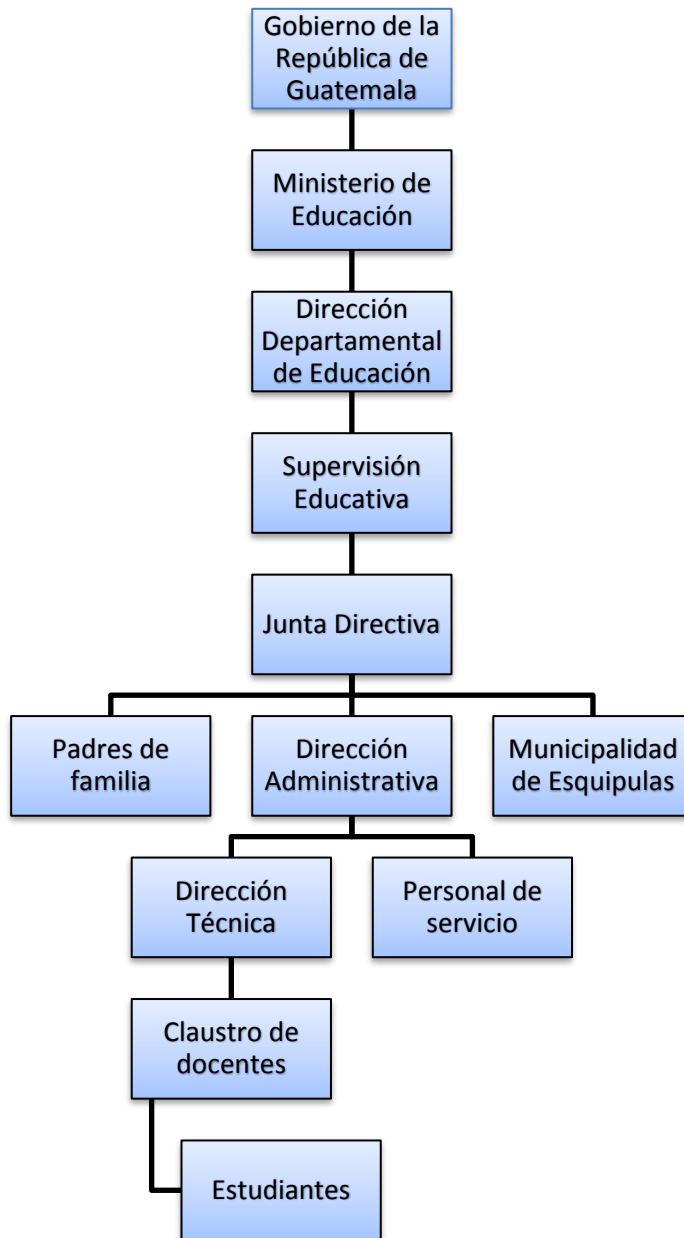 Gobierno de la
República de
Guatemala
Ministerio de
Educación
Dirección
Departamental
de Educación
Supervisión
Educativa
Junta Directiva
Padres de
familia
Dirección
Administrativa
Municipalidad
de Esquipulas
Dirección
Técnica
Personal de
servicio
Claustro de
docentes
Estudiantes